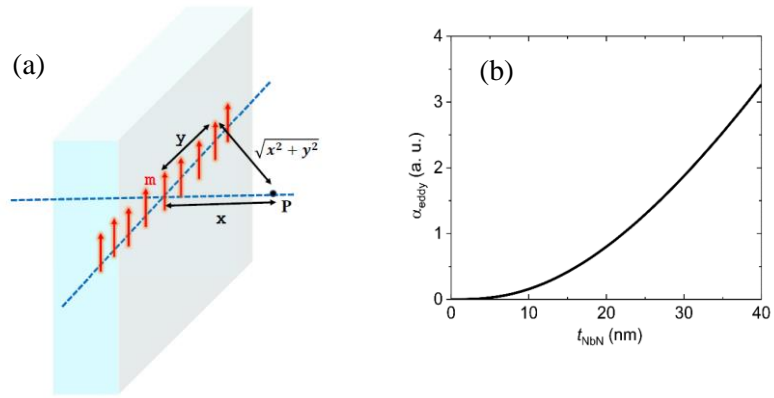 (a)
y
√x² + y²
m
x
P
(b)
α_eddy (a. u.)
4
3
2
1
0
0 10 20 30 40
t_NbN (nm)